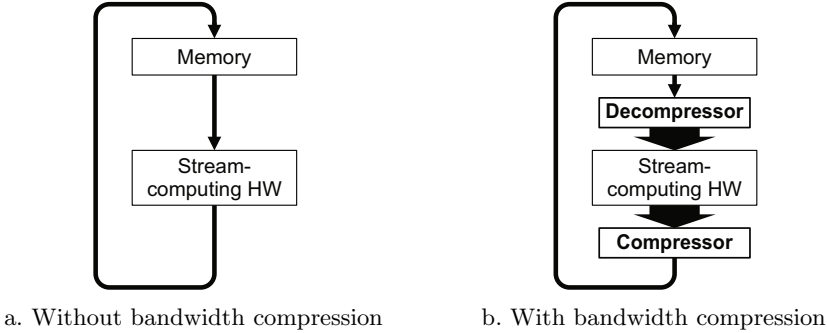 Memory
Stream-
computing HW
a. Without bandwidth compression
Memory
Decompressor
Stream-
computing HW
Compressor
b. With bandwidth compression